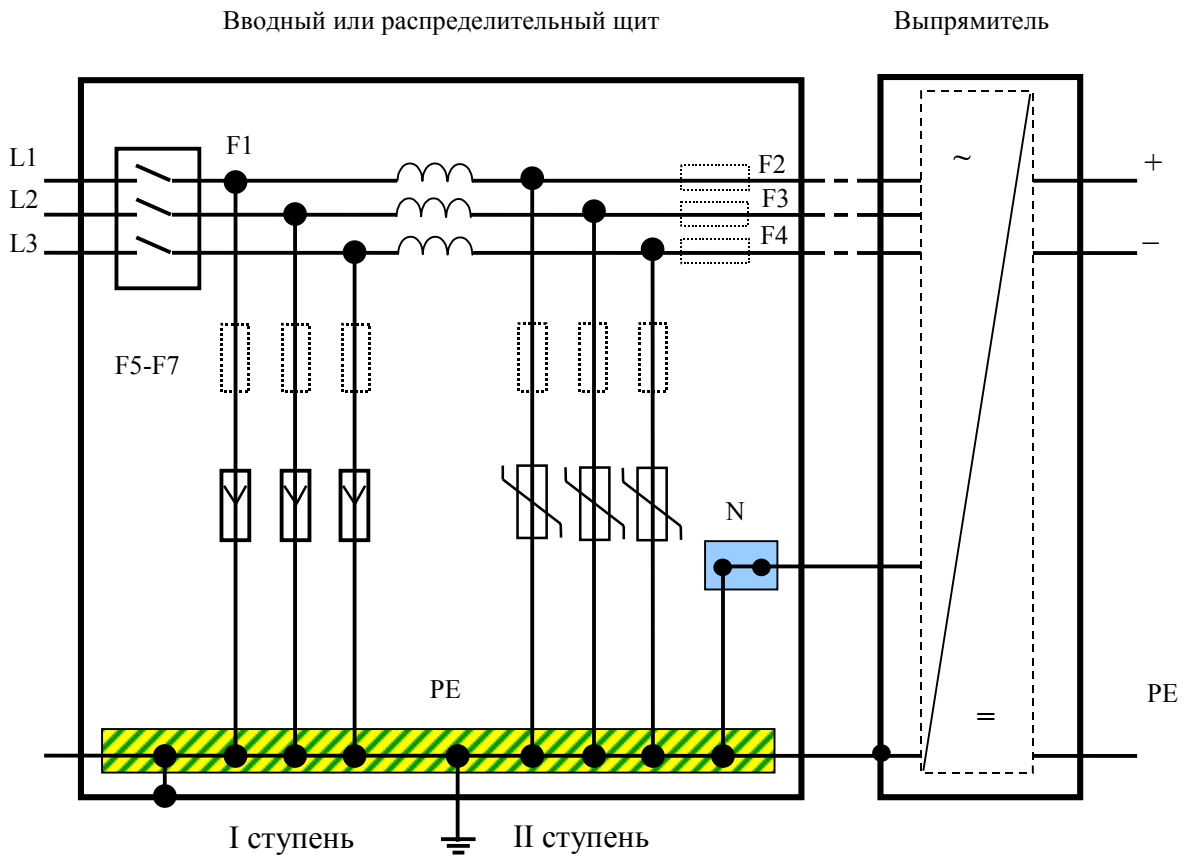 Вводный или распределительный щит
Выпрямитель
F1
L1
F2
~
+
L2
F3
L3
F4
–
F5-F7
N
PE
PE
=
I ступень
II ступень